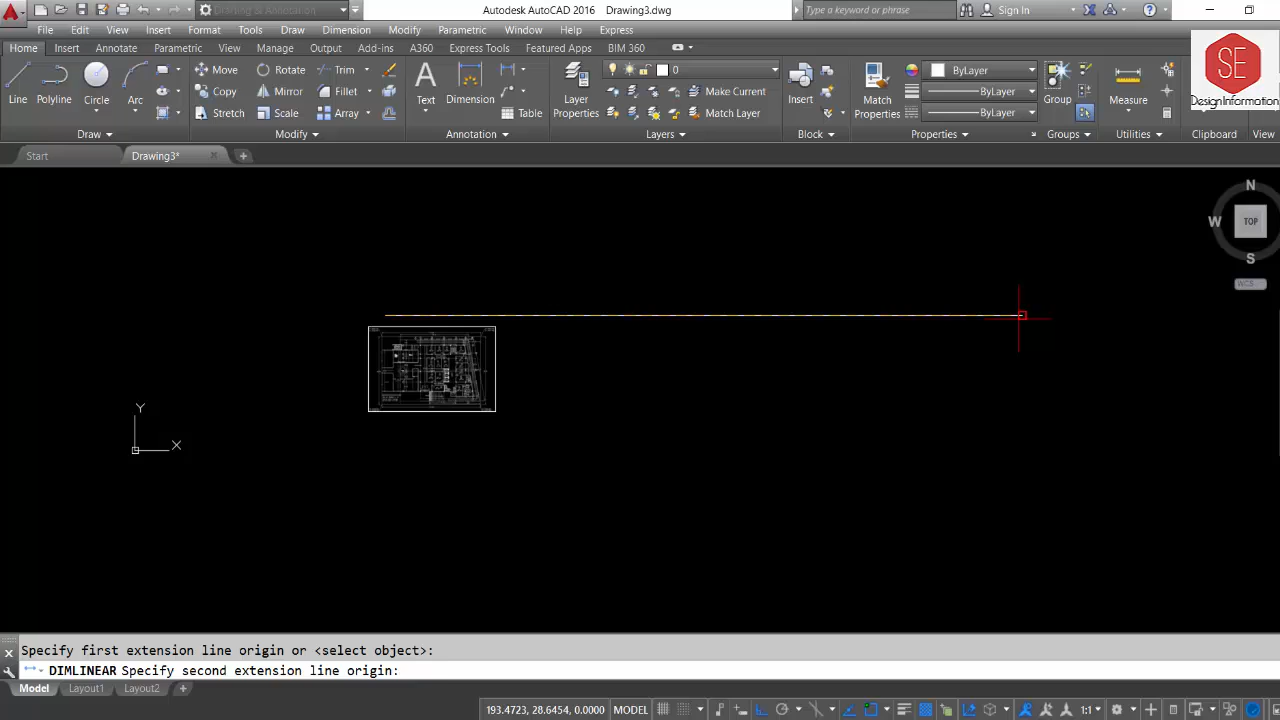 Autodesk AutoCAD 2016 Drawing3.dwg
Type a keyword or phrase
Sign In
File Edit View Insert Format Tools Draw Dimension Modify Parametric Window Help Express
Home Insert Annotate Parametric View Manage Output Add-ins A360 Express Tools Featured Apps BIM 360
Line Polyline Circle Arc
Move Rotate Trim
Copy Mirror Fillet
Stretch Scale Array
Text Dimension Table
Layer Properties
0
Make Current
Match Layer
Insert
Match Properties
ByLayer
ByLayer
ByLayer
Group
Measure
Draw Modify Annotation Layers Block Properties Groups Utilities Clipboard View
SE
DesignInformation
Start Drawing3*
N
W TOP
S
WCS
Y
X
Specify first extension line origin or <select object>:
DIMLINEAR Specify second extension line origin:
Model Layout1 Layout2
193.4723, 28.6454, 0.0000 MODEL 1:1